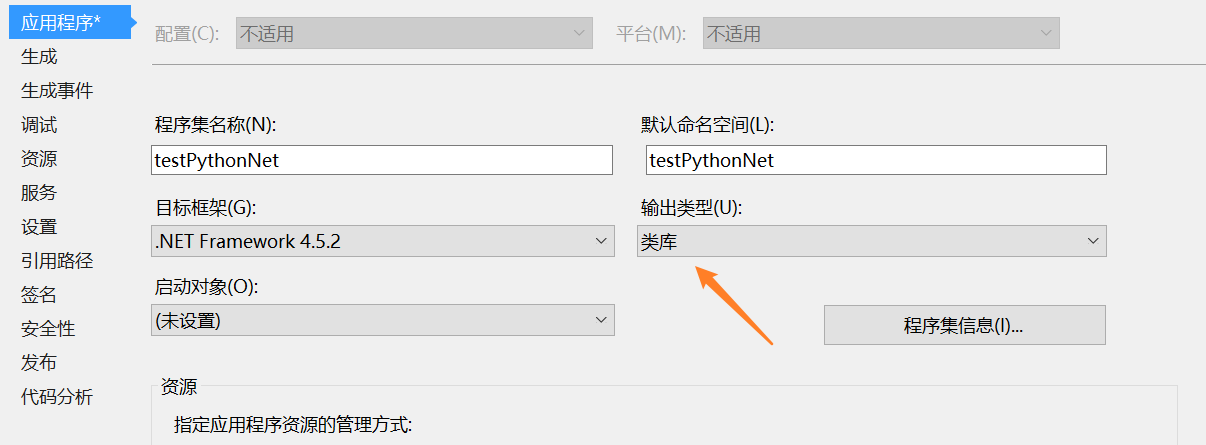 应用程序*
生成
生成事件
调试
资源
服务
设置
引用路径
签名
安全性
发布
代码分析
配置(C): 不适用 平台(M): 不适用
程序集名称(N): 默认命名空间(L):
testPythonNet testPythonNet
目标框架(G): 输出类型(U):
.NET Framework 4.5.2 类库
启动对象(O):
(未设置) 程序集信息(I)...
资源
指定应用程序资源的管理方式: